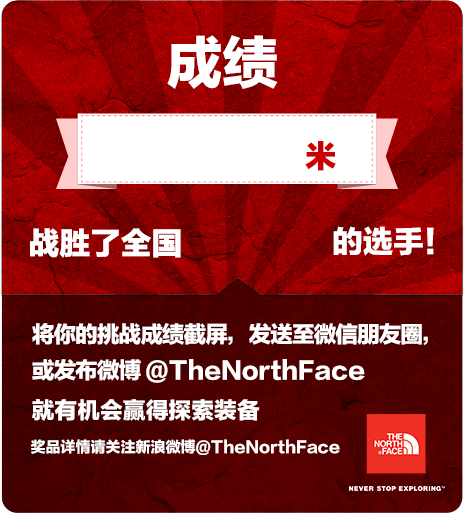 成绩
米
战胜了全国 的选手！
将你的挑战成绩截屏，发送至微信朋友圈，
或发布微博@TheNorthFace
就有机会赢得探索装备
奖品详情请关注新浪微博@TheNorthFace
THE
NORTH
FACE
NEVER STOP EXPLORING™